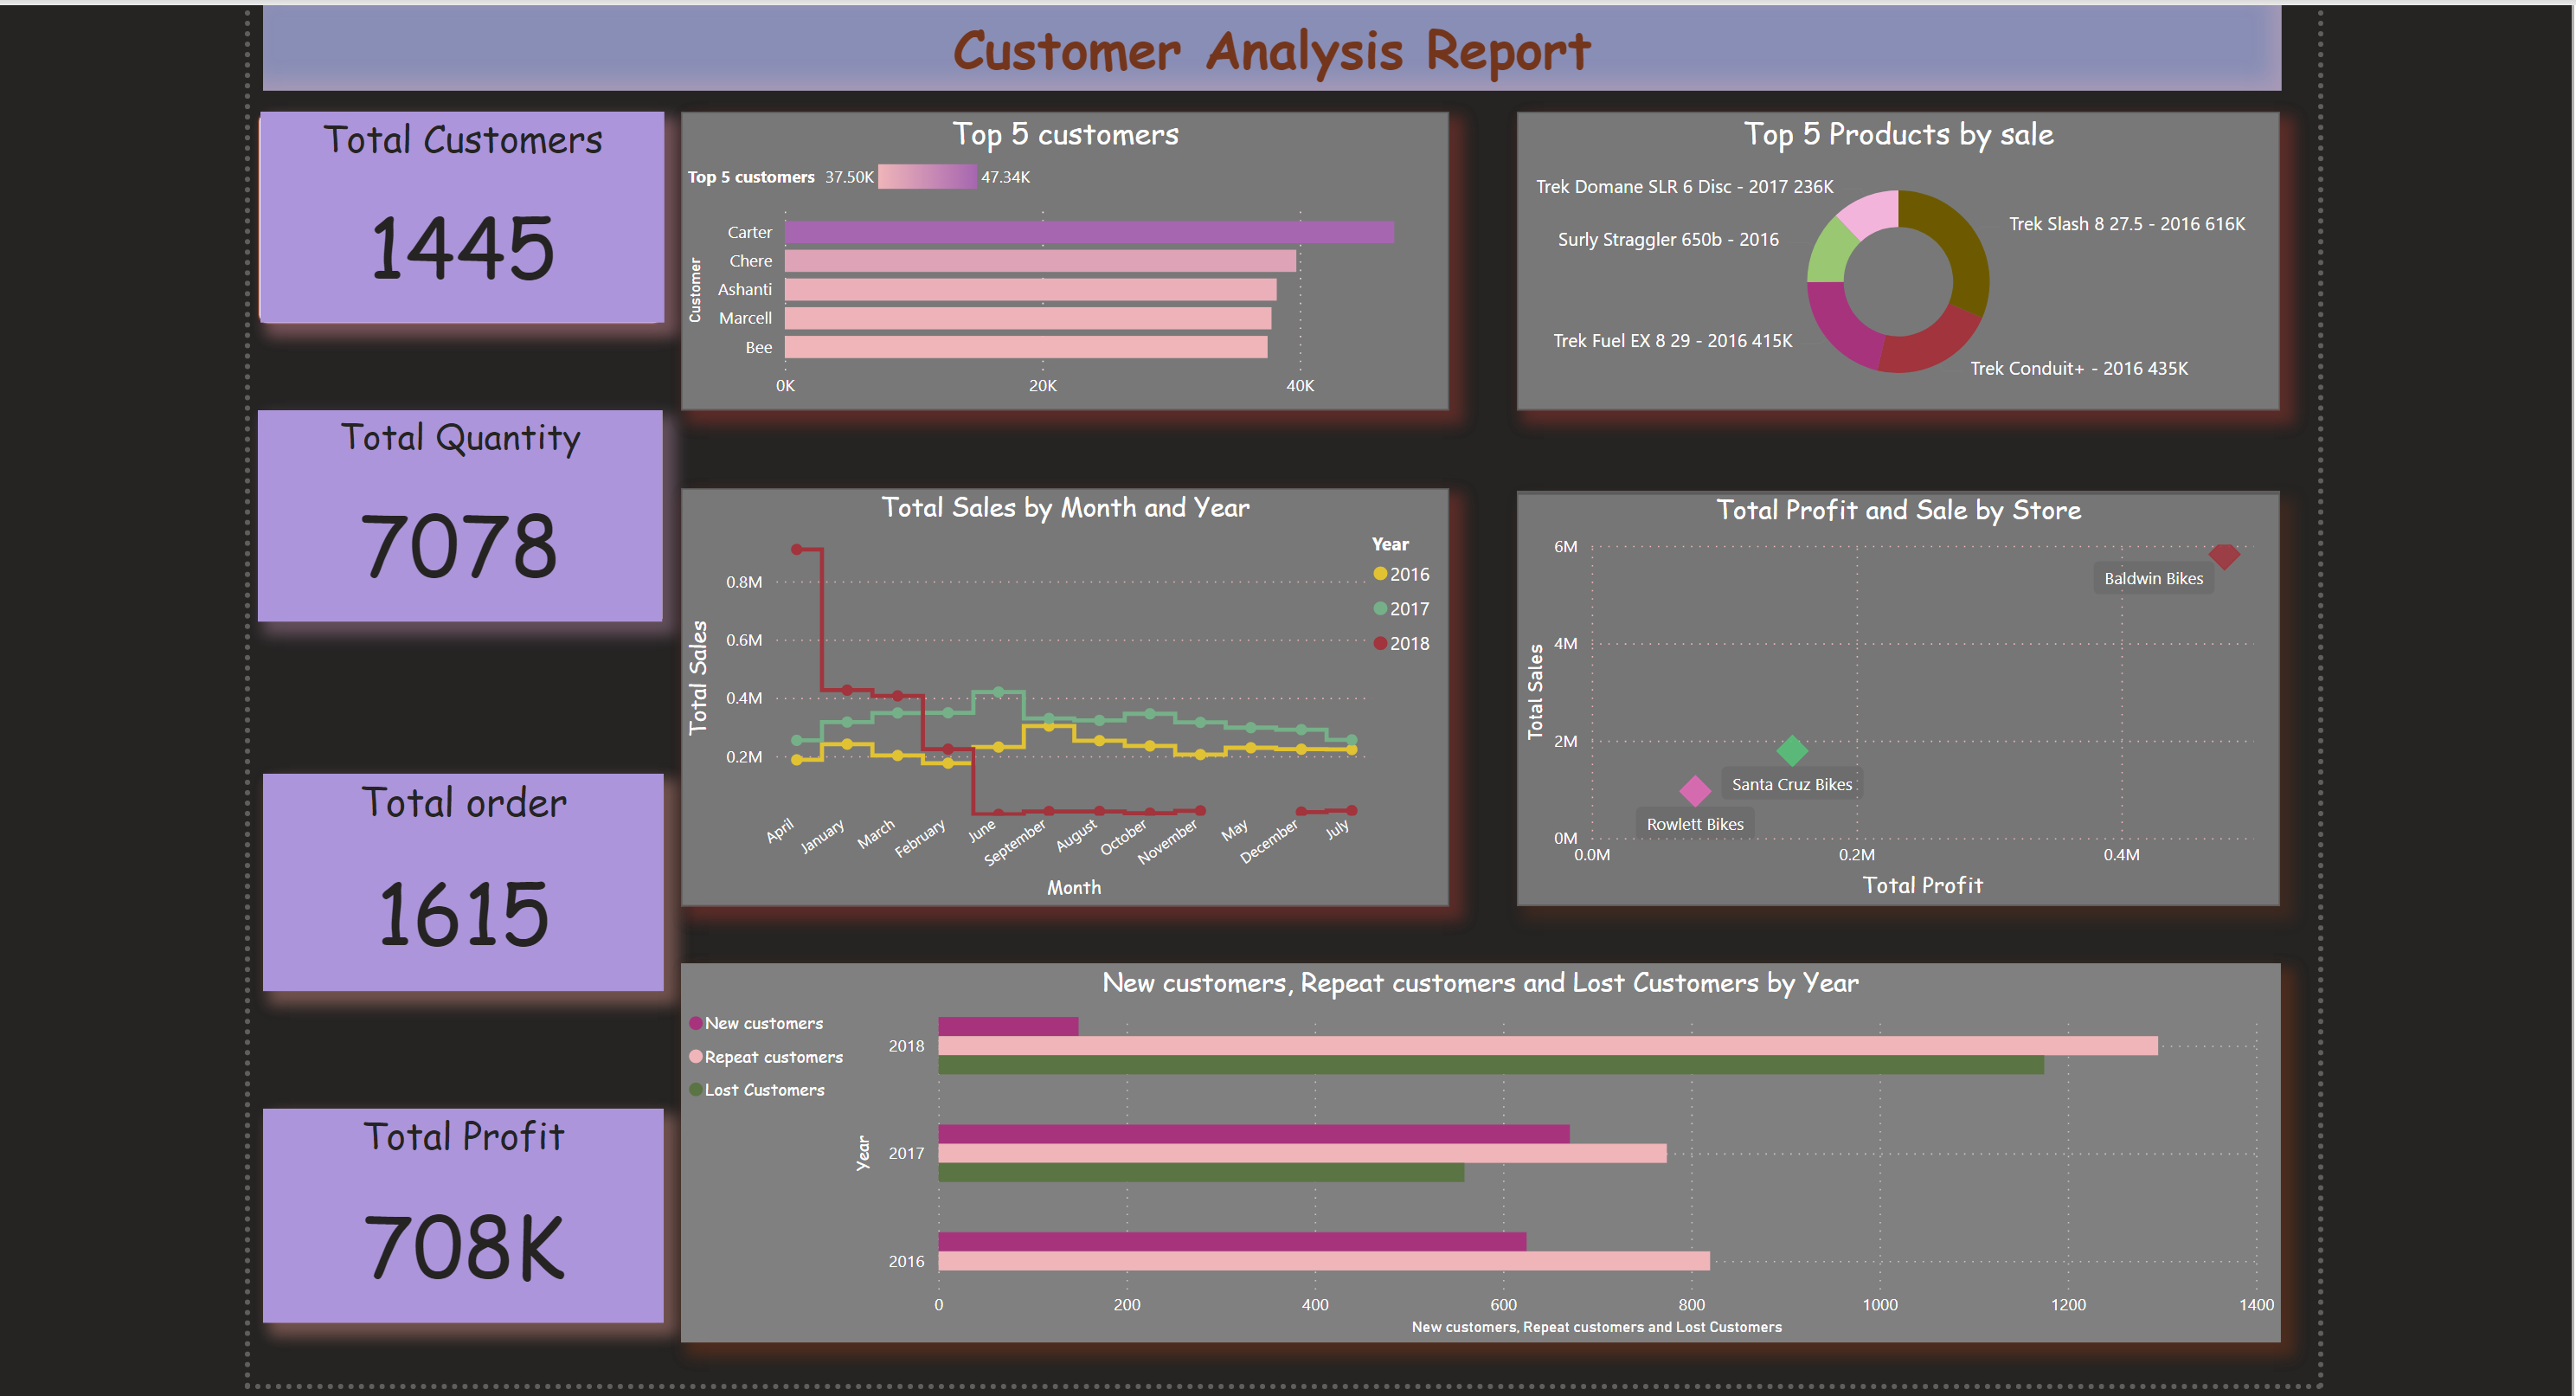 Customer Analysis Report
Total Customers
1445
Total Quantity
7078
Total order
1615
Total Profit
708K
Top 5 customers
Top 5 customers 37.50K 47.34K
Customer
Carter
Chere
Ashanti
Marcell
Bee
0K 20K 40K
Top 5 Products by sale
Trek Domane SLR 6 Disc - 2017 236K
Trek Slash 8 27.5 - 2016 616K
Surly Straggler 650b - 2016
Trek Fuel EX 8 29 - 2016 415K
Trek Conduit+ - 2016 435K
Total Sales by Month and Year
Year
2016
2017
2018
Total Sales
0.8M
0.6M
0.4M
0.2M
April January March February June September August October November May December July
Month
Total Profit and Sale by Store
Total Sales
6M
4M
2M
0M
Baldwin Bikes
Santa Cruz Bikes
Rowlett Bikes
0.0M 0.2M 0.4M
Total Profit
New customers, Repeat customers and Lost Customers by Year
New customers
Repeat customers
Lost Customers
Year
2018
2017
2016
0 200 400 600 800 1000 1200 1400
New customers, Repeat customers and Lost Customers